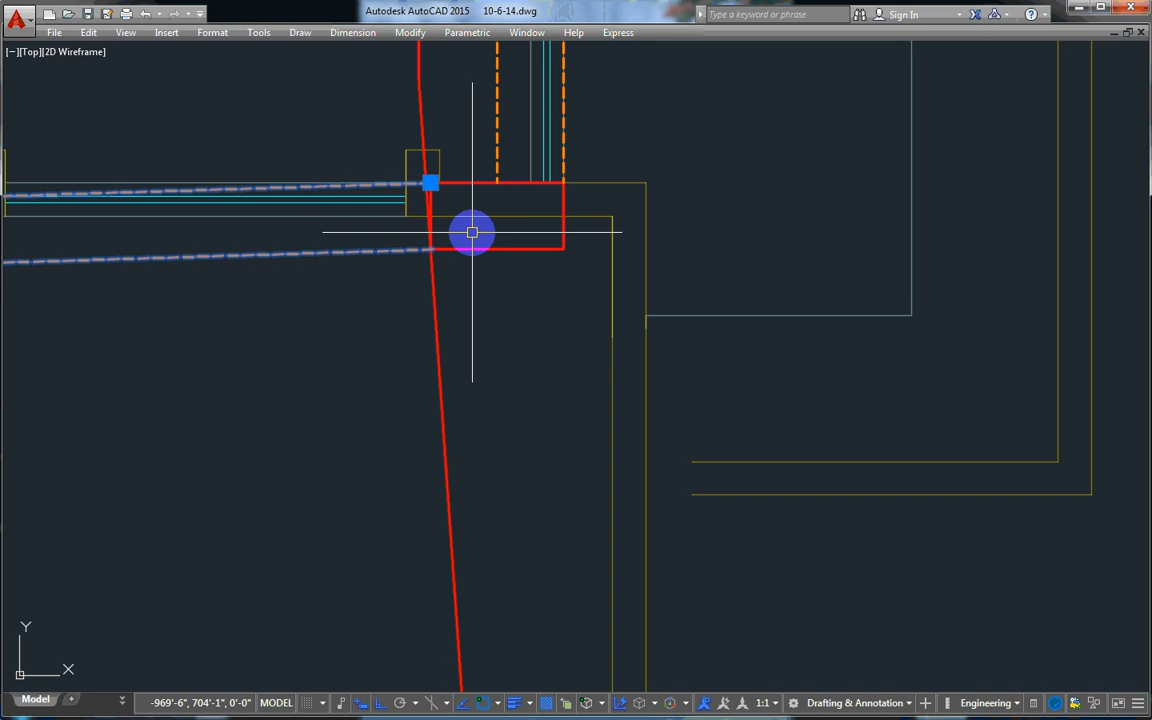 Autodesk AutoCAD 2015    10-6-14.dwg
Type a keyword or phrase
Sign In
File Edit View Insert Format Tools Draw Dimension Modify Parametric Window Help Express
[−][Top][2D Wireframe]
Y
X
Model
-969'-6", 704'-1", 0'-0" MODEL 1:1 Drafting & Annotation Engineering